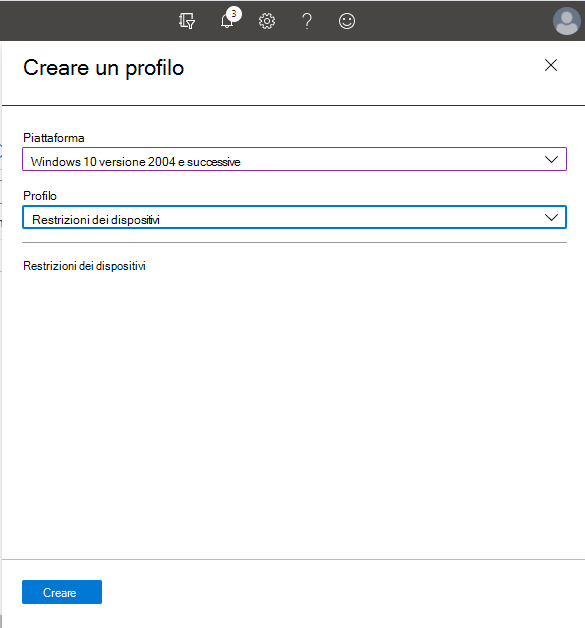 3
Creare un profilo
Piattaforma
Windows 10 versione 2004 e successive
Profilo
Restrizioni dei dispositivi
Restrizioni dei dispositivi
Creare